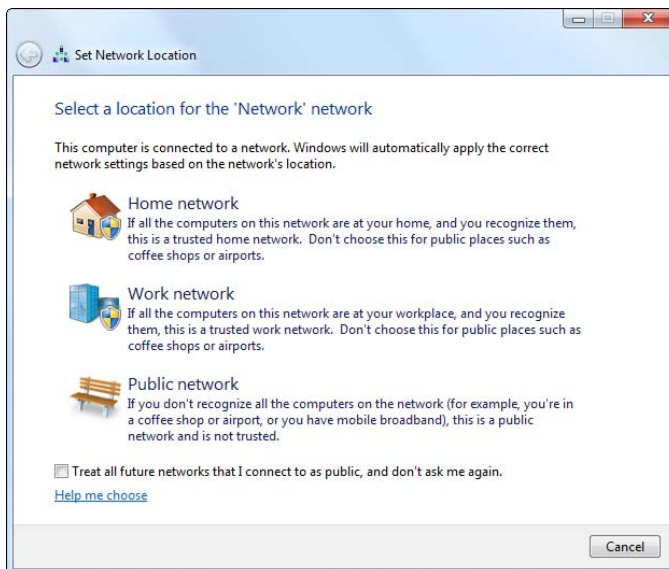 Set Network Location
Select a location for the 'Network' network
This computer is connected to a network. Windows will automatically apply the correct
network settings based on the network's location.
Home network
If all the computers on this network are at your home, and you recognize them,
this is a trusted home network.  Don't choose this for public places such as
coffee shops or airports.
Work network
If all the computers on this network are at your workplace, and you recognize
them, this is a trusted work network.  Don't choose this for public places such as
coffee shops or airports.
Public network
If you don't recognize all the computers on the network (for example, you're in
a coffee shop or airport, or you have mobile broadband), this is a public
network and is not trusted.
Treat all future networks that I connect to as public, and don't ask me again.
Help me choose
Cancel